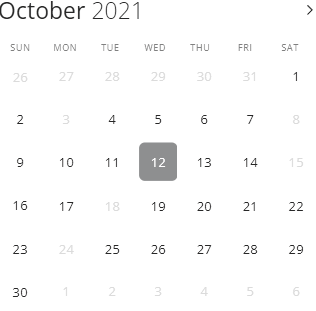 October 2021
SUN MON TUE WED THU FRI SAT
26 27 28 29 30 31 1
2 3 4 5 6 7 8
9 10 11 12 13 14 15
16 17 18 19 20 21 22
23 24 25 26 27 28 29
30 1 2 3 4 5 6